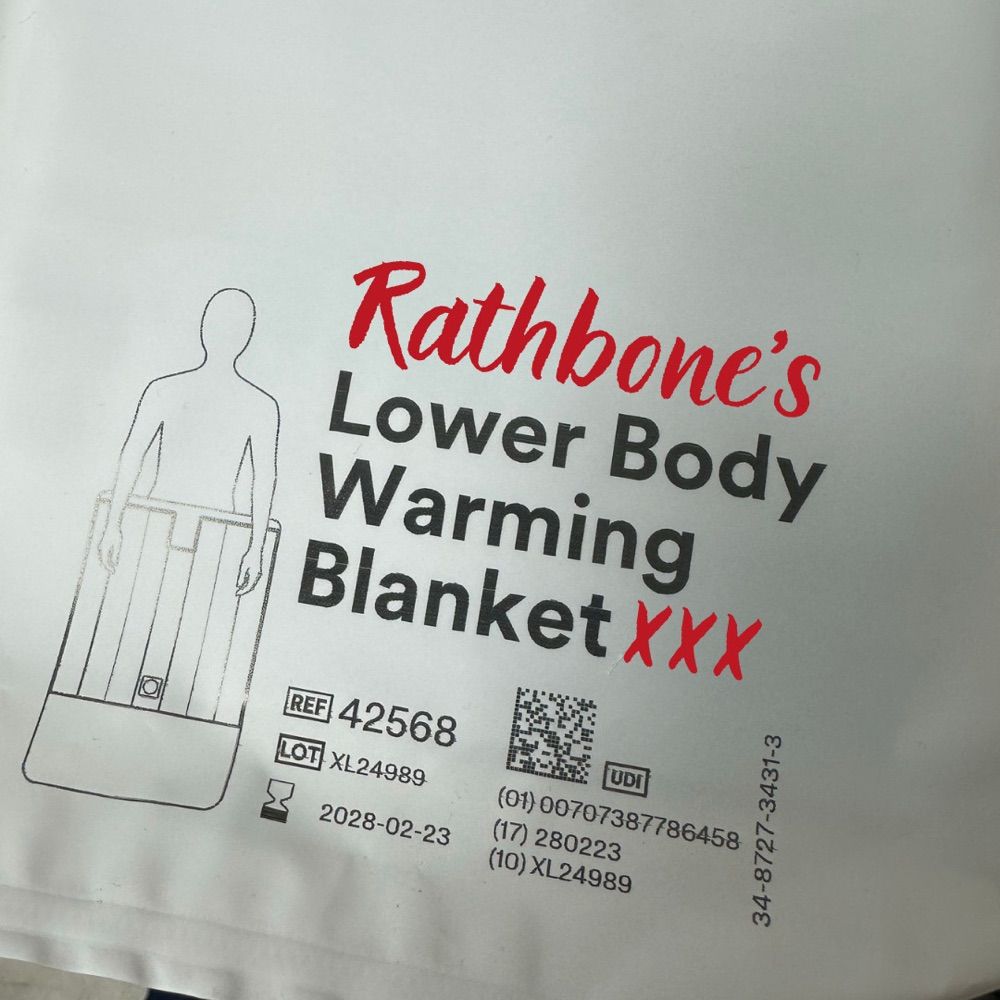 Rathbone's
Lower Body
Warming
Blanket XXX
REF 42568
LOT XL24989
2028-02-23
UDI
(01) 00707387786458
(17) 280223
(10) XL24989
34-8727-3431-3